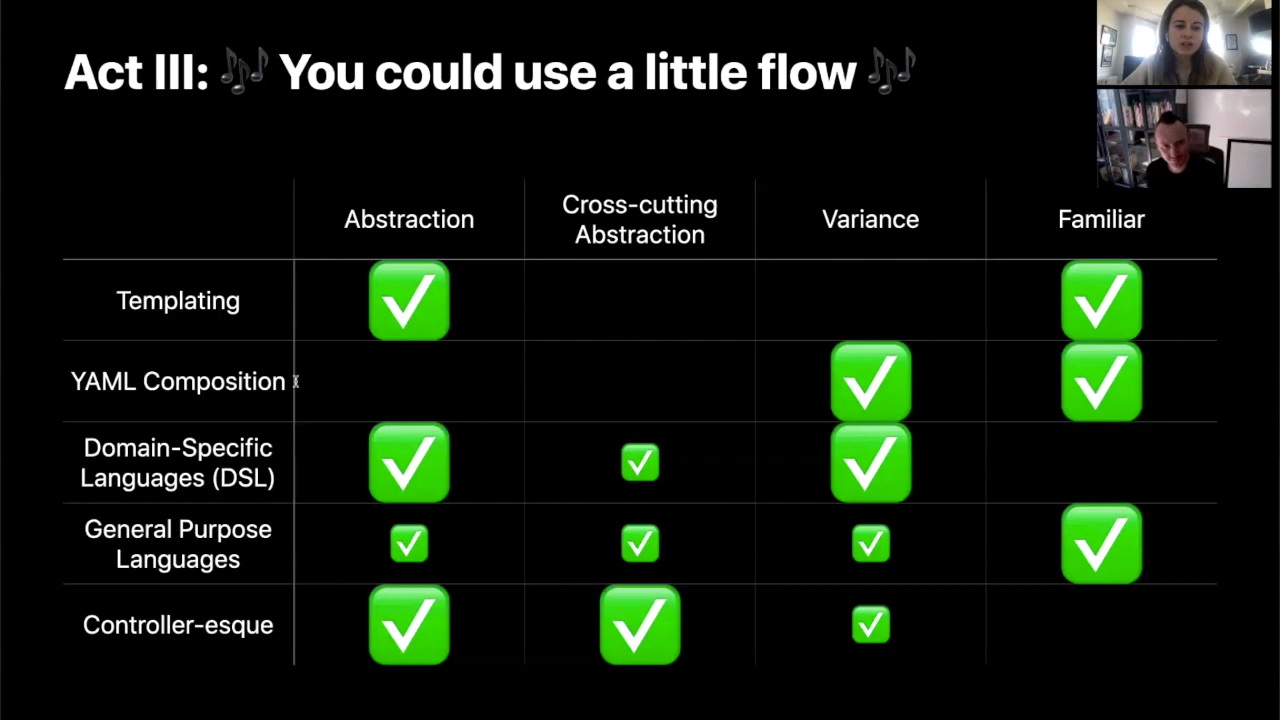 Act III: 🎶 You could use a little flow 🎶
Abstraction
Cross-cutting
Abstraction
Variance
Familiar
Templating
YAML Composition
Domain-Specific
Languages (DSL)
General Purpose
Languages
Controller-esque